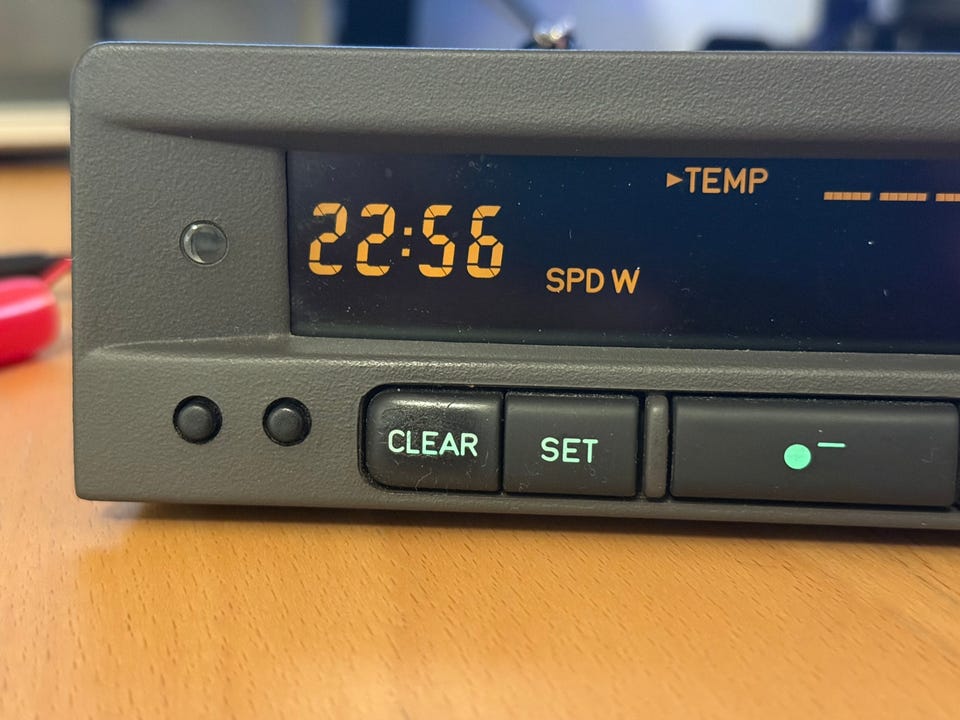 ►TEMP
22:56
SPD W
CLEAR SET